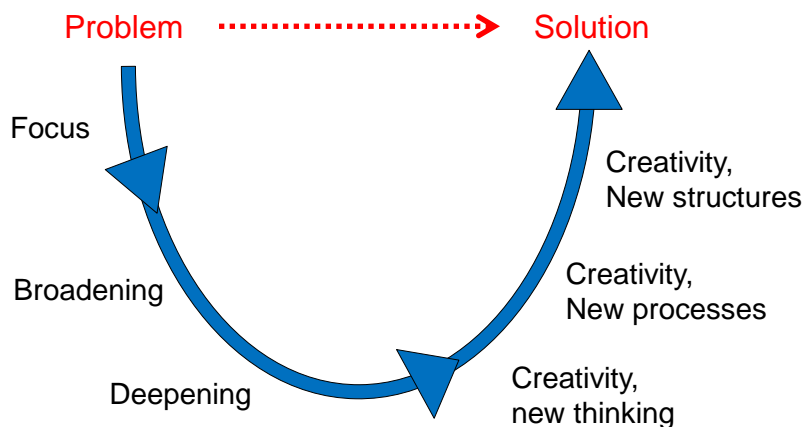 Problem
Solution
Focus
Broadening
Deepening
Creativity,
New structures
Creativity,
New processes
Creativity,
new thinking